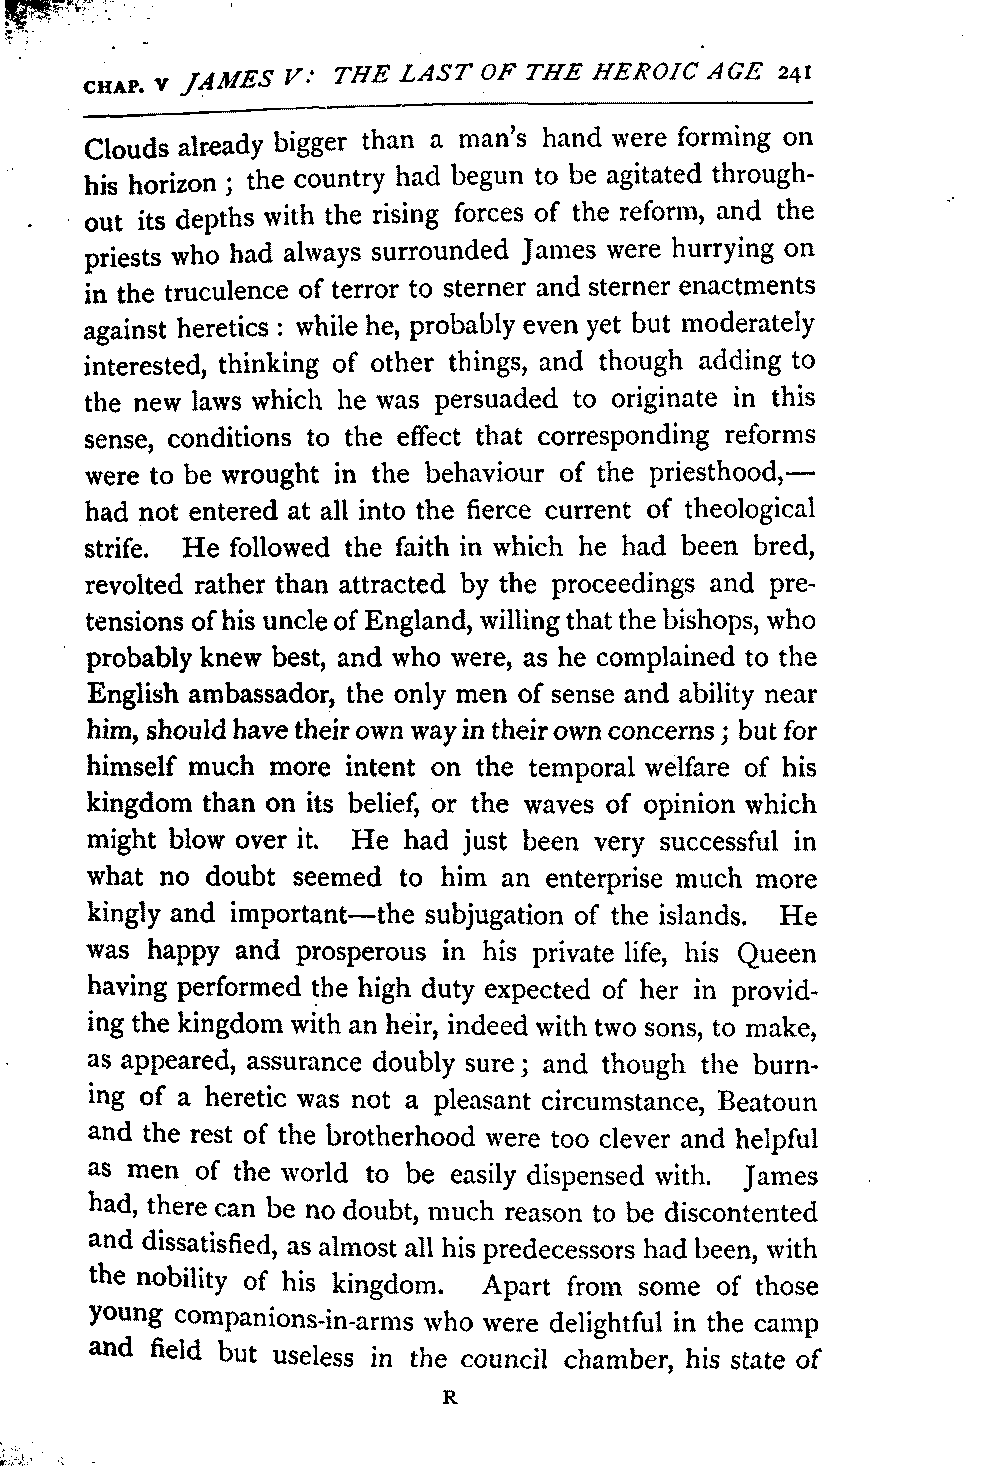 CHAP. V JAMES V: THE LAST OF THE HEROIC AGE 241
Clouds already bigger than a man's hand were forming on
his horizon ; the country had begun to be agitated through-
out its depths with the rising forces of the reform, and the
priests who had always surrounded James were hurrying on
in the truculence of terror to sterner and sterner enactments
against heretics : while he, probably even yet but moderately
interested, thinking of other things, and though adding to
the new laws which he was persuaded to originate in this
sense, conditions to the effect that corresponding reforms
were to be wrought in the behaviour of the priesthood,—
had not entered at all into the fierce current of theological
strife. He followed the faith in which he had been bred,
revolted rather than attracted by the proceedings and pre-
tensions of his uncle of England, willing that the bishops, who
probably knew best, and who were, as he complained to the
English ambassador, the only men of sense and ability near
him, should have their own way in their own concerns ; but for
himself much more intent on the temporal welfare of his
kingdom than on its belief, or the waves of opinion which
might blow over it. He had just been very successful in
what no doubt seemed to him an enterprise much more
kingly and important—the subjugation of the islands. He
was happy and prosperous in his private life, his Queen
having performed the high duty expected of her in provid-
ing the kingdom with an heir, indeed with two sons, to make,
as appeared, assurance doubly sure ; and though the burn-
ing of a heretic was not a pleasant circumstance, Beatoun
and the rest of the brotherhood were too clever and helpful
as men of the world to be easily dispensed with. James
had, there can be no doubt, much reason to be discontented
and dissatisfied, as almost all his predecessors had been, with
the nobility of his kingdom. Apart from some of those
young companions-in-arms who were delightful in the camp
and field but useless in the council chamber, his state of
R